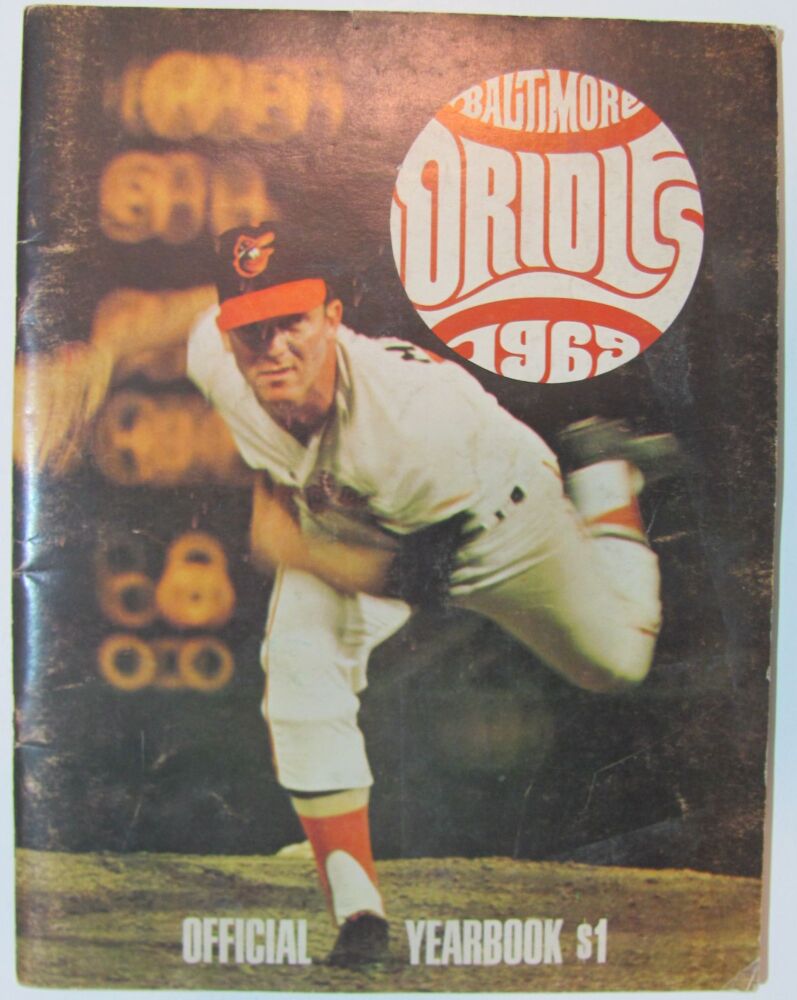 BALTIMORE
ORIOLES
1969
OFFICIAL YEARBOOK $1